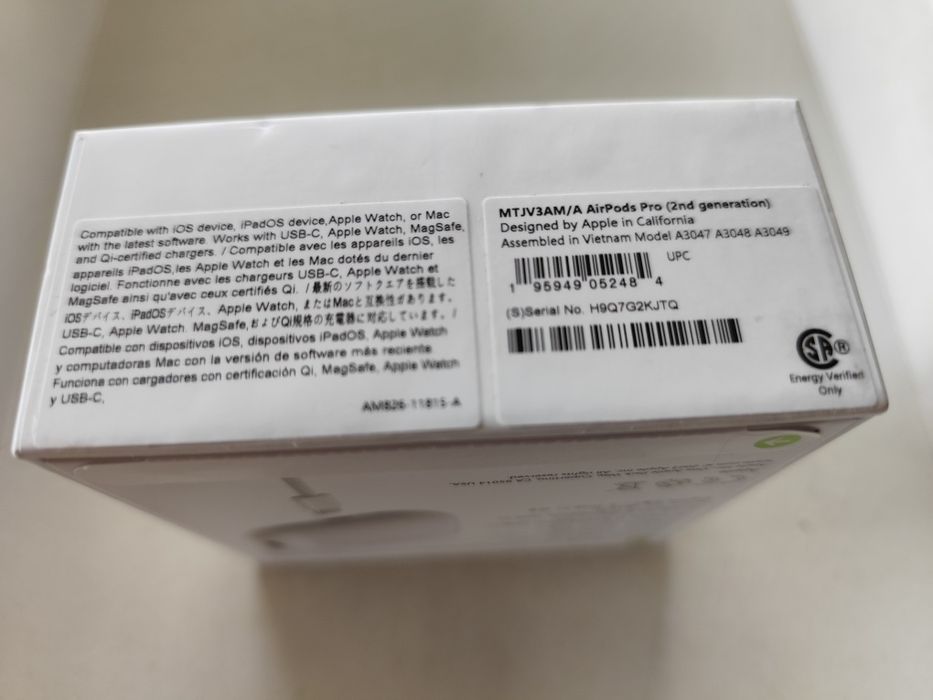 Compatible with iOS device, iPadOS device,Apple Watch, or Mac
with the latest software. Works with USB-C, Apple Watch, MagSafe,
and Qi-certified chargers. / Compatible avec les appareils iOS, les
appareils iPadOS,les Apple Watch et les Mac dotés du dernier
logiciel. Fonctionne avec les chargeurs USB-C, Apple Watch et
MagSafe ainsi qu'avec ceux certifiés Qi. / 最新のソフトウエアを搭載した
iOSデバイス、iPadOSデバイス、Apple Watch, またはMacと互換性があります。
USB-C, Apple Watch. MagSafe,およびQi規格の充電器に対応しています。/
Compatible con dispositivos iOS, dispositivos iPadOS, Apple Watch
y computadoras Mac con la versión de software más reciente
Funciona con cargadores con certificación Qi, MagSafe, Apple Watch
y USB-C,
AM826-11815-A
MTJV3AM/A AirPods Pro (2nd generation)
Designed by Apple in California
Assembled in Vietnam Model A3047 A3048 A3049
UPC
1 95949 05248 4
(S)Serial No. H9Q7G2KJTQ
SA ®
Energy Verified
Only